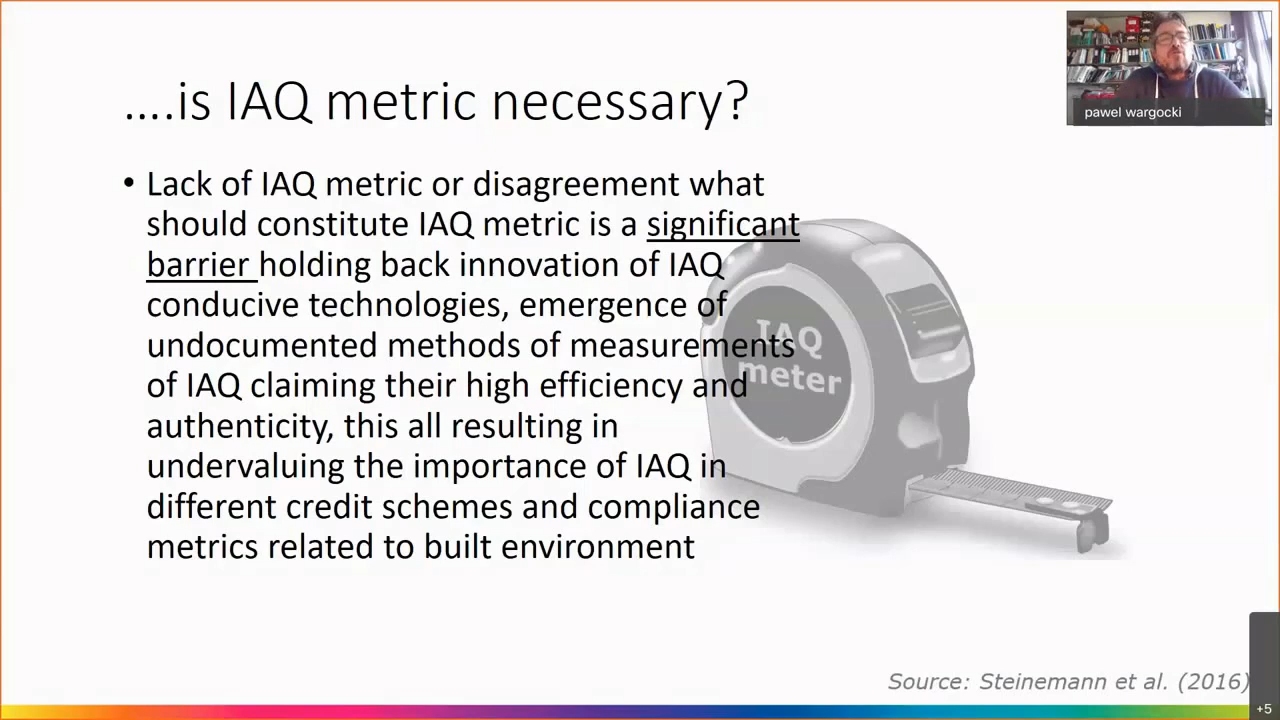 ....is IAQ metric necessary?
pawel wargocki
• Lack of IAQ metric or disagreement what
should constitute IAQ metric is a significant
barrier holding back innovation of IAQ
conducive technologies, emergence of
undocumented methods of measurements
of IAQ claiming their high efficiency and
authenticity, this all resulting in
undervaluing the importance of IAQ in
different credit schemes and compliance
metrics related to built environment
IAQ
meter
Source: Steinemann et al. (2016)
+5